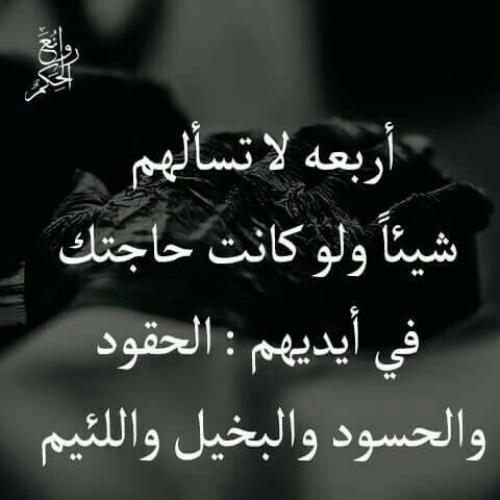 روائع
الحكم
أربعه لا تسألهم
شيئاً ولو كانت حاجتك
في أيديهم : الحقود
والحسود والبخيل واللئيم